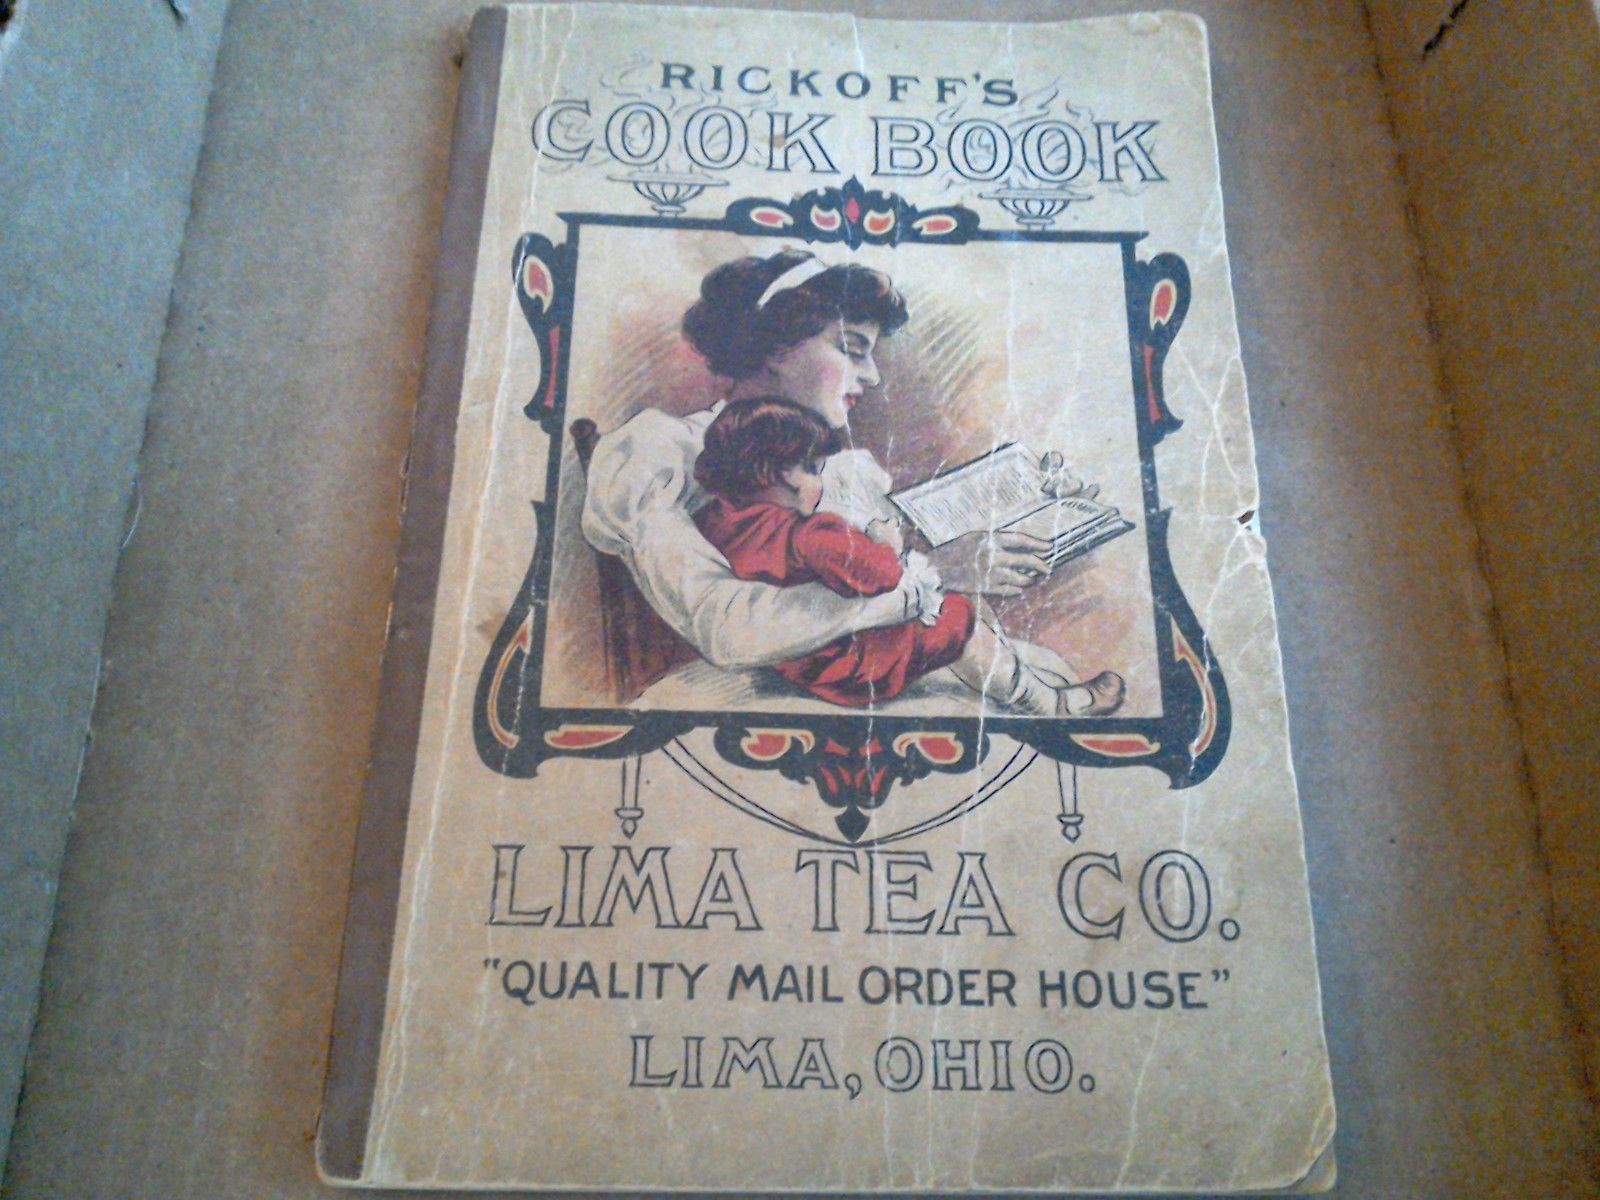 RICKOFF'S
COOK BOOK
LIMA TEA CO.
"QUALITY MAIL ORDER HOUSE"
LIMA, OHIO.